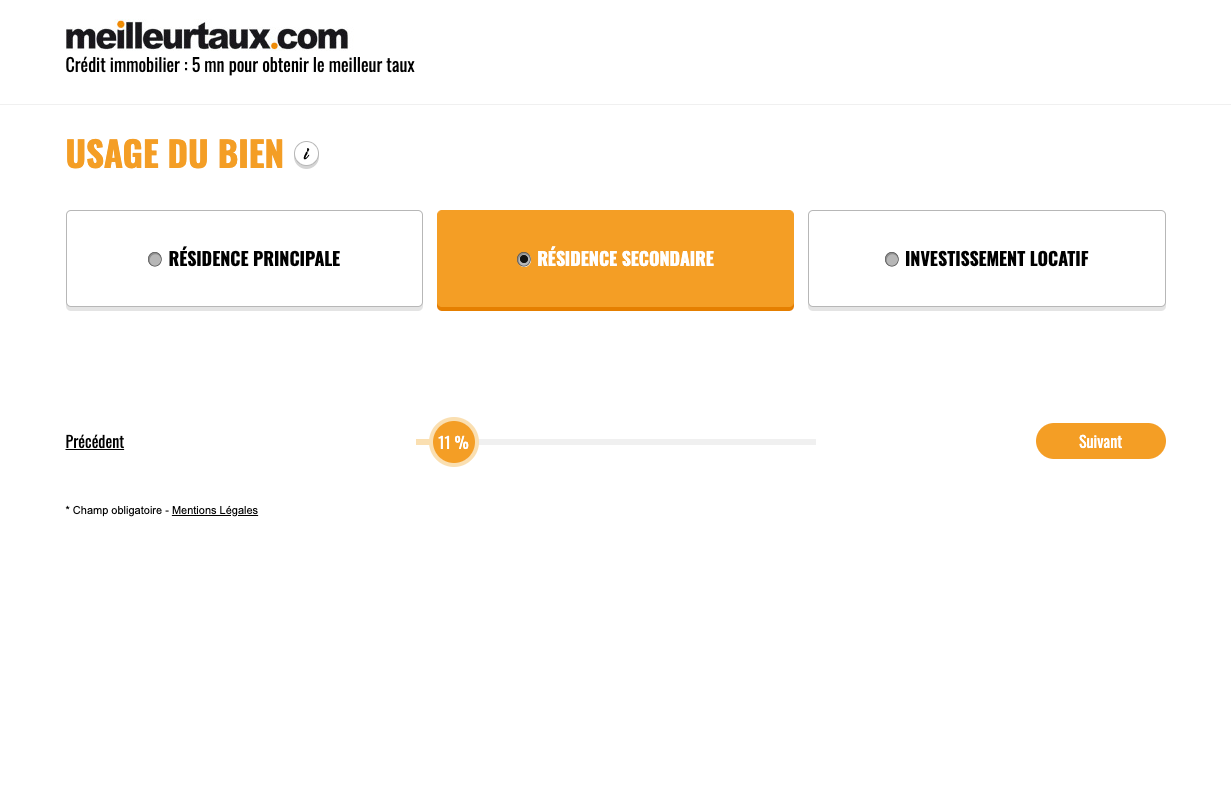 meilleurtaux.com
Crédit immobilier : 5 mn pour obtenir le meilleur taux
USAGE DU BIEN i
RÉSIDENCE PRINCIPALE
RÉSIDENCE SECONDAIRE
INVESTISSEMENT LOCATIF
Précédent
11 %
Suivant
* Champ obligatoire - Mentions Légales